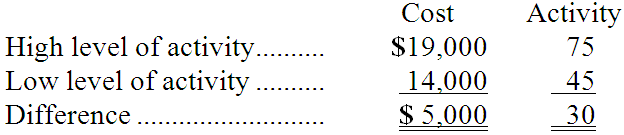 Cost Activity
High level of activity.......... $19,000 75
Low level of activity .......... 14,000 45
Difference ............................ $ 5,000 30